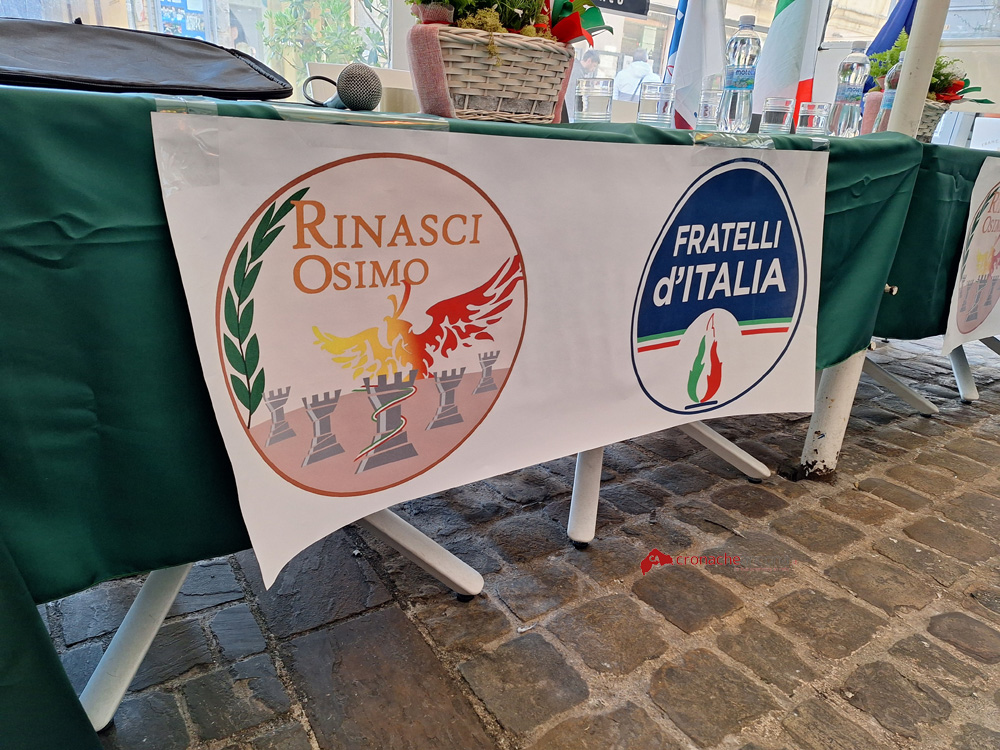 RINASCI
OSIMO
FRATELLI
d'ITALIA
cronache